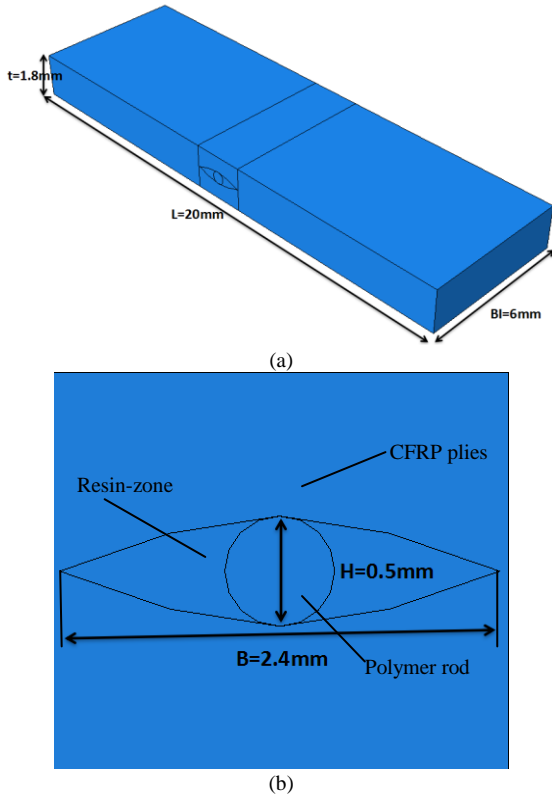 t=1.8mm
L=20mm
Bl=6mm
(a)
CFRP plies
Resin-zone
H=0.5mm
B=2.4mm
Polymer rod
(b)